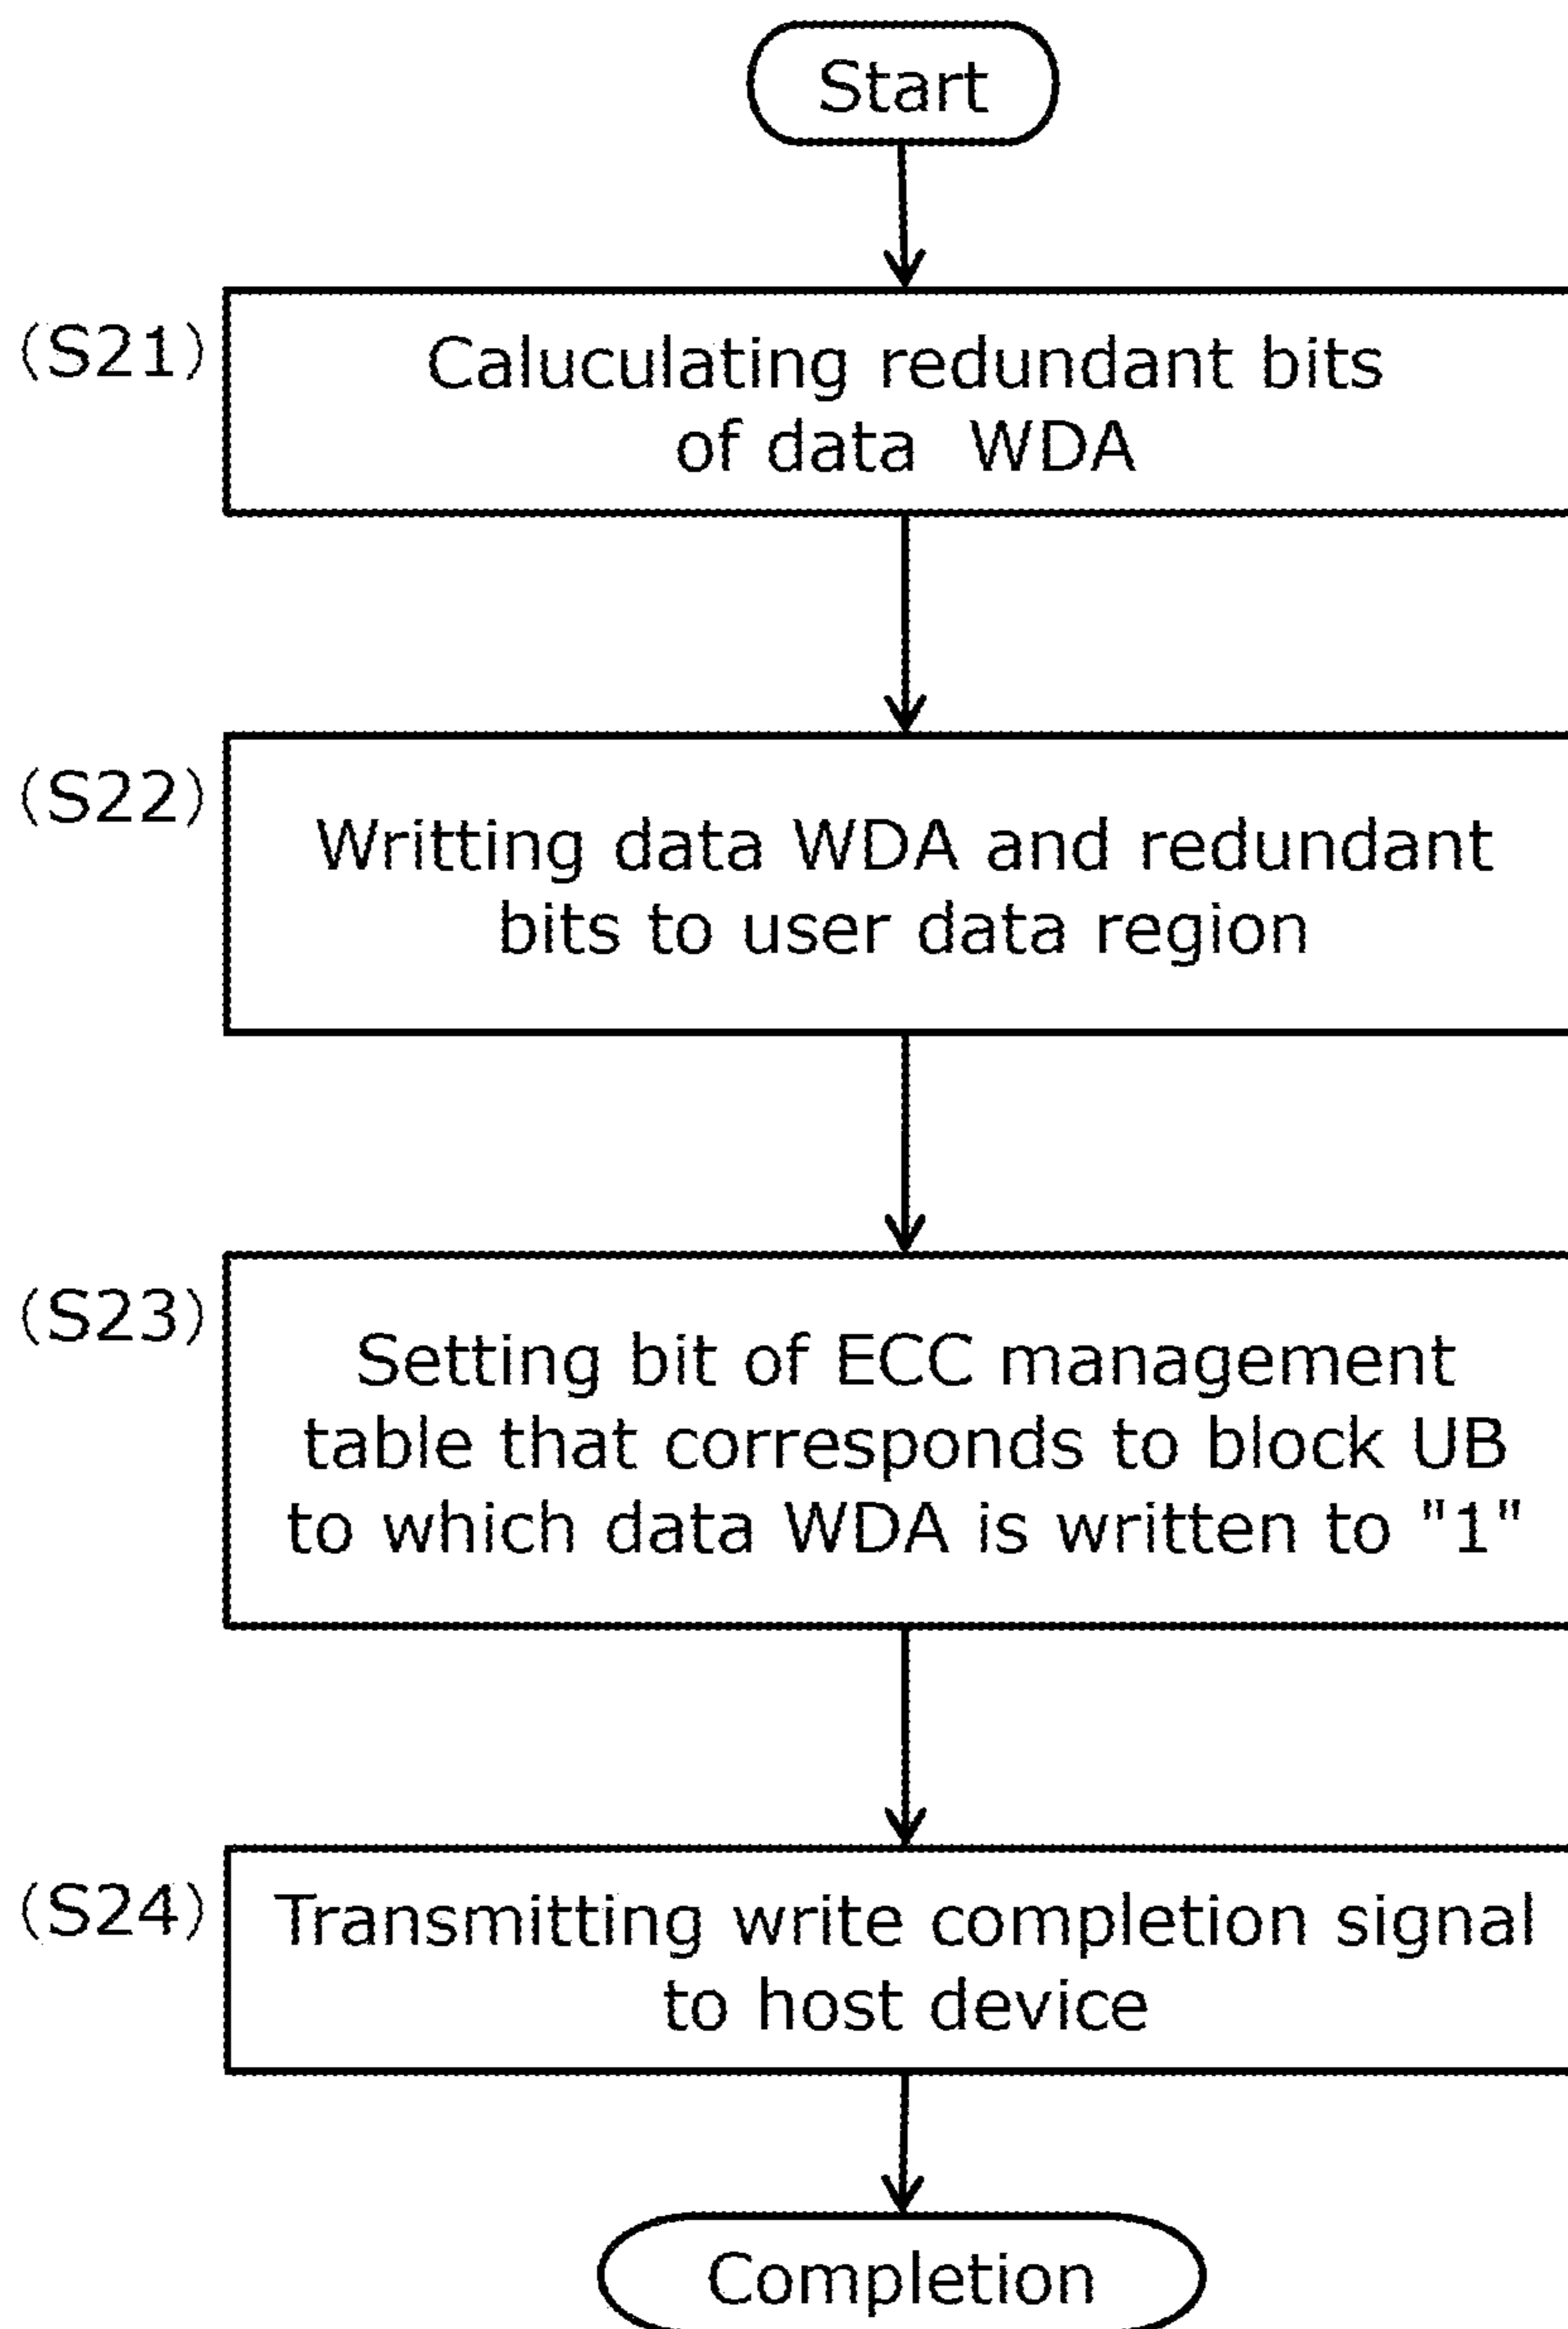 Start
(S21)
Caluculating redundant bits
of data WDA
(S22)
Writting data WDA and redundant
bits to user data region
(S23)
Setting bit of ECC management
table that corresponds to block UB
to which data WDA is written to "1"
(S24)
Transmitting write completion signal
to host device
Completion